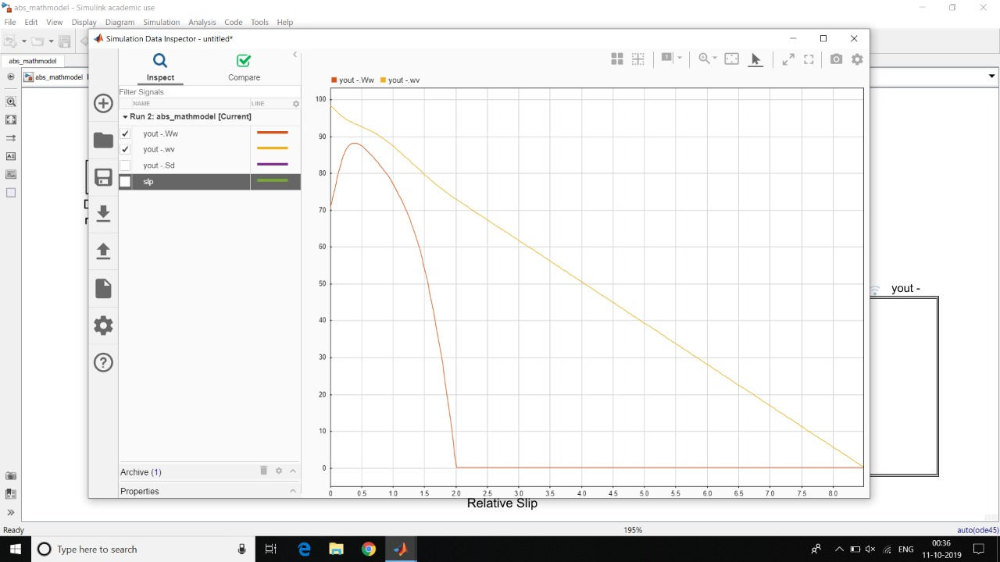 abs_mathmodel - Simulink academic use
File Edit View Display Diagram Simulation Analysis Code Tools Help
Simulation Data Inspector - untitled*
abs_mathmodel
abs_mathmodel
Inspect
Compare
Filter Signals
NAME LINE
Run 2: abs_mathmodel [Current]
yout -.Ww
yout -.wv
yout -.Sd
slp
Archive (1)
Properties
yout -.Ww yout -.wv
100
90
80
70
60
50
40
30
20
10
0
0 0.5 1.0 1.5 2.0 2.5 3.0 3.5 4.0 4.5 5.0 5.5 6.0 6.5 7.0 7.5 8.0
yout -
Relative Slip
Ready 195% auto(ode45)
Type here to search
ENG
00:36
11-10-2019